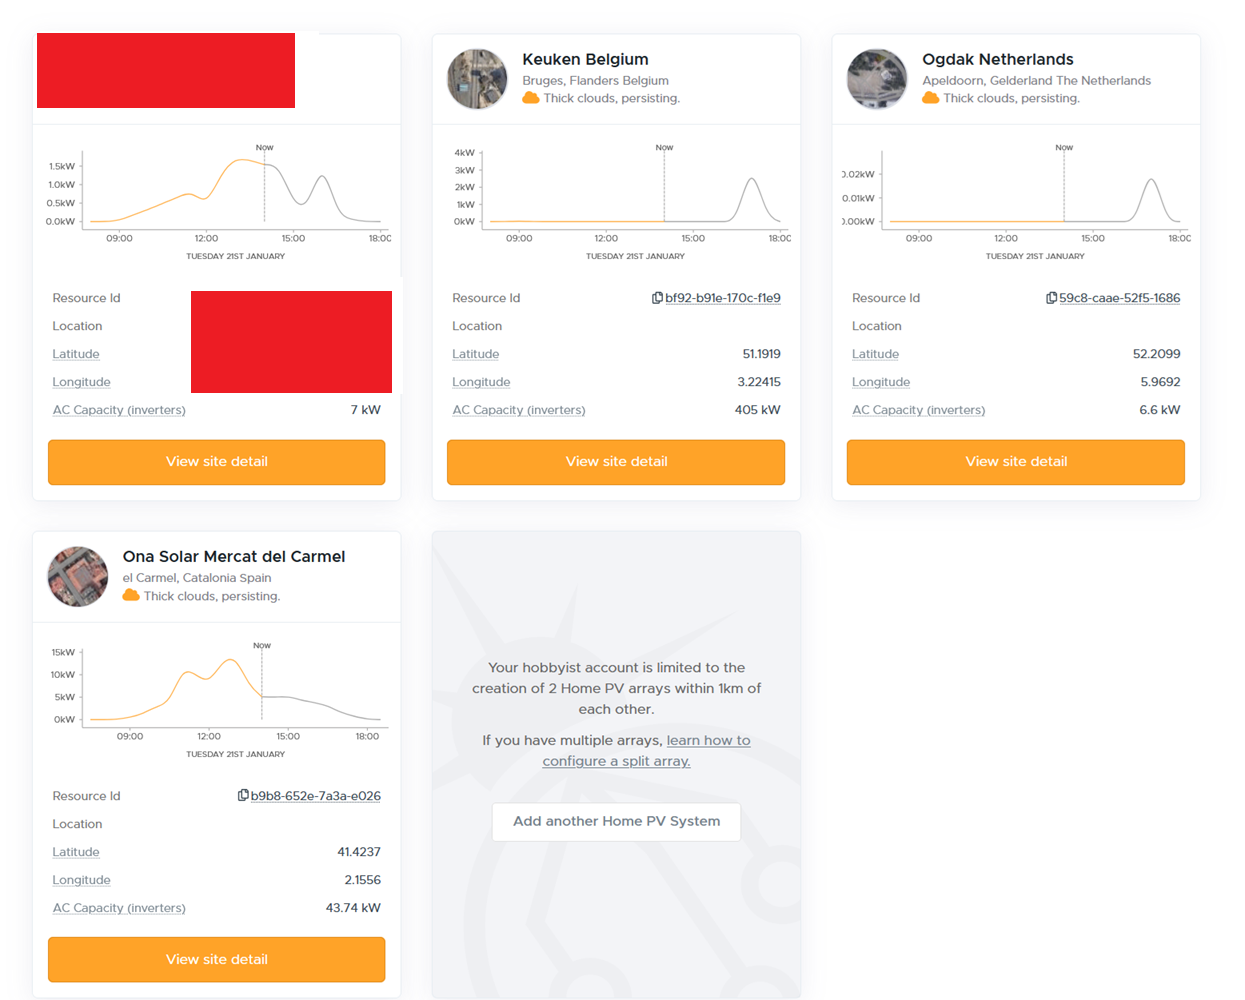 Now
1.5kW
1.0kW
0.5kW
0.0kW
09:00 12:00 15:00 18:0
TUESDAY 21ST JANUARY
Resource Id
Location
Latitude
Longitude
AC Capacity (inverters) 7 kW
View site detail
Keuken Belgium
Bruges, Flanders Belgium
Thick clouds, persisting.
Now
4kW
3kW
2kW
1kW
0kW
09:00 12:00 15:00 18:0
TUESDAY 21ST JANUARY
Resource Id bf92-b91e-170c-f1e9
Location
Latitude 51.1919
Longitude 3.22415
AC Capacity (inverters) 405 kW
View site detail
Ogdak Netherlands
Apeldoorn, Gelderland The Netherlands
Thick clouds, persisting.
Now
0.02kW
0.01kW
0.00kW
09:00 12:00 15:00 18:0
TUESDAY 21ST JANUARY
Resource Id 59c8-caae-52f5-1686
Location
Latitude 52.2099
Longitude 5.9692
AC Capacity (inverters) 6.6 kW
View site detail
Ona Solar Mercat del Carmel
el Carmel, Catalonia Spain
Thick clouds, persisting.
Now
15kW
10kW
5kW
0kW
09:00 12:00 15:00 18:00
TUESDAY 21ST JANUARY
Resource Id b9b8-652e-7a3a-e026
Location
Latitude 41.4237
Longitude 2.1556
AC Capacity (inverters) 43.74 kW
View site detail
Your hobbyist account is limited to the
creation of 2 Home PV arrays within 1km of
each other.
If you have multiple arrays, learn how to
configure a split array.
Add another Home PV System